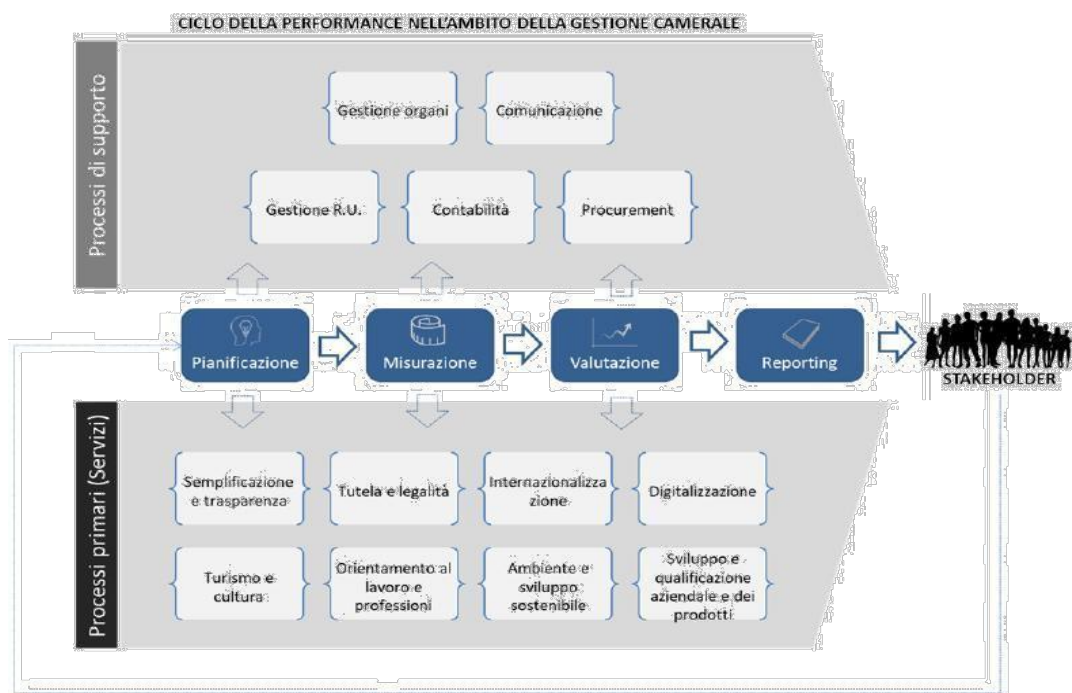 CICLO DELLA PERFORMANCE NELL'AMBITO DELLA GESTIONE CAMERALE
Processi di supporto
Gestione organi
Comunicazione
Gestione R.U.
Contabilità
Procurement
Pianificazione
Misurazione
Valutazione
Reporting
STAKEHOLDER
Processi primari (Servizi)
Semplificazione
e trasparenza
Tutela e legalità
Internazionalizza
zione
Digitalizzazione
Turismo e
cultura
Orientamento al
lavoro e
professioni
Ambiente e
sviluppo
sostenibile
Sviluppo e
qualificazione
aziendale e dei
prodotti